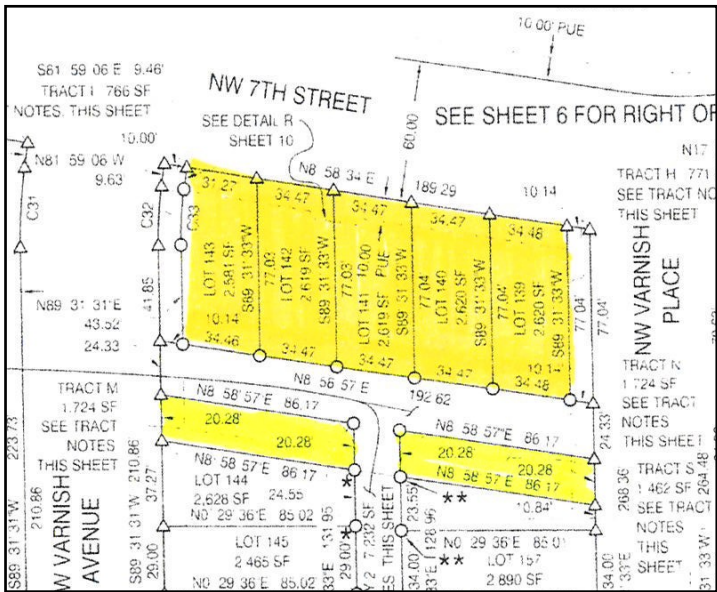 10.00' PUE
S81 59 06 E 9.46'
TRACT I 766 SF
NOTES. THIS SHEET
NW 7TH STREET
SEE DETAIL R
SHEET 10
60.00
SEE SHEET 6 FOR RIGHT OF
10.00'
N81 59 06 W
9.63
N17
TRACT H 771
SEE TRACT NO
THIS SHEET
N8 58 34 E
189.29
10.14
31.27
34.47
34.47
34.47
34.48
C31
C32
C33
LOT 143
2.581 SF
S89 31 33"W
77.03
LOT 142
2.619 SF
S89 31 33"W
77.03'
LOT 141
2.619 SF
10.00
PUE
S89 31 33 W
77.04
LOT 140
2.620 SF
S89 31'33"W
77.04'
LOT 139
2.620 SF
S89 31 33"W
77.04'
NW VARNISH
PLACE
41.85
N89 31 31"E
43.52
24.33
10.14
34.46
34.47
34.47
34.47
10.14'
34.48
N8 56 57 E
192.62
TRACT M
1.724 SF
SEE TRACT
NOTES
THIS SHEET
N8 58'57"E 86.17
20.28'
20.28'
N8 58 57"E 86.17
N8 58 57"E 86.17
20.28
20.28
N8 58 57 E 86.17
10.84'
TRACT N
1.724 SF
SEE TRACT
NOTES
THIS SHEET
24.33
223.73
S89 31 31"W
210.86
NW VARNISH
AVENUE
S89 31 31"W
210.86
37.27
29.00
LOT 144
2,628 SF
24.55
N0 29'36"E 85.02
LOT 145
2 465 SF
N0 29 36 E 85.02
131.95
29.00'
*
*
7 232 SF
THIS SHEET
23.55
128.96
34.00
**
N0 29 36"E
LOT 157
**
2 890 SF
268.36
34.00
TRACT S
1 462 SF
SEE TRACT
NOTES
THIS
SHEET
264.48